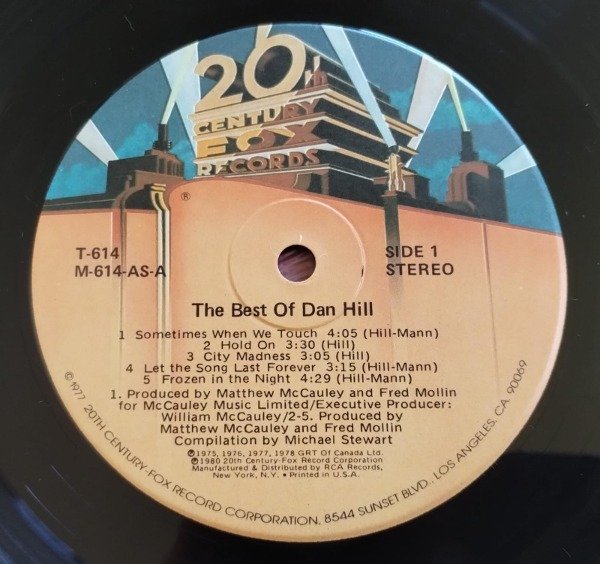 20th
CENTURY
FOX
RECORDS
®
T-614
M-614-AS-A
SIDE 1
STEREO
The Best Of Dan Hill
1 Sometimes When We Touch 4:05 (Hill-Mann)
2 Hold On 3:30 (Hill)
3 City Madness 3:05 (Hill)
4 Let the Song Last Forever 3:15 (Hill-Mann)
5 Frozen in the Night 4:29 (Hill-Mann)
1. Produced by Matthew McCauley and Fred Mollin
for McCauley Music Limited/Executive Producer:
William McCauley/2-5. Produced by
Matthew McCauley and Fred Mollin
Compilation by Michael Stewart
℗1975, 1976, 1977, 1978 GRT Of Canada Ltd.
℗1980 20th Century-Fox Record Corporation
Manufactured & Distributed by RCA Records,
New York, N.Y. • Printed in U.S.A.
© 1977 20TH CENTURY-FOX RECORD CORPORATION, 8544 SUNSET BLVD., LOS ANGELES, CA 90069